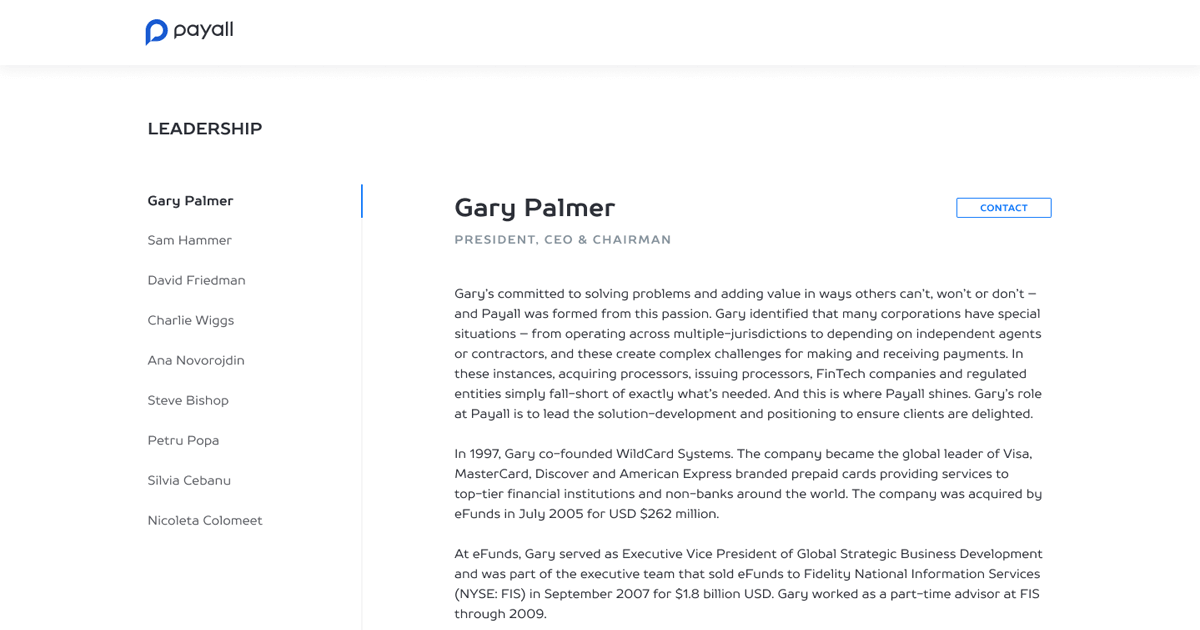 payall
LEADERSHIP
Gary Palmer
Sam Hammer
David Friedman
Charlie Wiggs
Ana Novorojdin
Steve Bishop
Petru Popa
Silvia Cebanu
Nicoleta Colomeet
Gary Palmer
CONTACT
PRESIDENT, CEO & CHAIRMAN
Gary's committed to solving problems and adding value in ways others can't, won't or don't –
and Payall was formed from this passion. Gary identified that many corporations have special
situations – from operating across multiple-jurisdictions to depending on independent agents
or contractors, and these create complex challenges for making and receiving payments. In
these instances, acquiring processors, issuing processors, FinTech companies and regulated
entities simply fall-short of exactly what's needed. And this is where Payall shines. Gary's role
at Payall is to lead the solution-development and positioning to ensure clients are delighted.
In 1997, Gary co-founded WildCard Systems. The company became the global leader of Visa,
MasterCard, Discover and American Express branded prepaid cards providing services to
top-tier financial institutions and non-banks around the world. The company was acquired by
eFunds in July 2005 for USD $262 million.
At eFunds, Gary served as Executive Vice President of Global Strategic Business Development
and was part of the executive team that sold eFunds to Fidelity National Information Services
(NYSE: FIS) in September 2007 for $1.8 billion USD. Gary worked as a part-time advisor at FIS
through 2009.